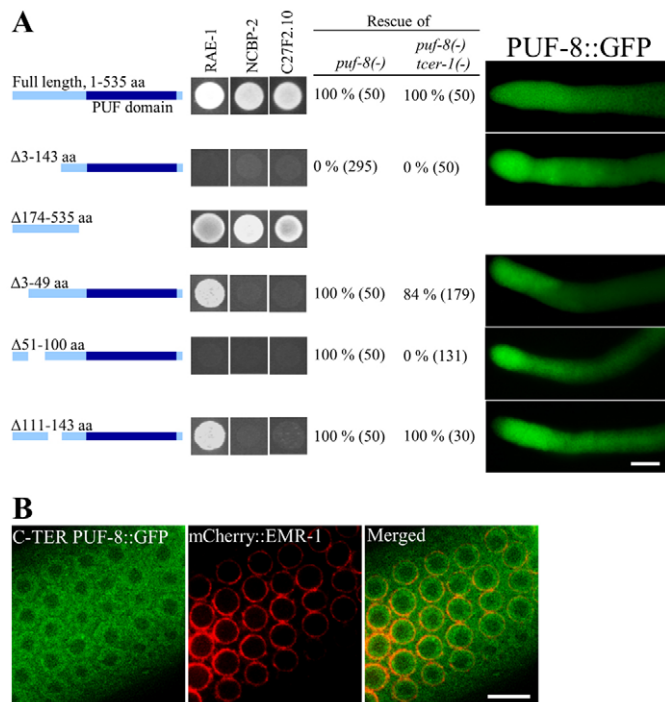 A
RAE-1
NCBP-2
C27F2.10
Rescue of
puf-8(-)
puf-8(-)
tcer-1(-)
PUF-8::GFP
Full length, 1-535 aa
PUF domain
100 % (50)
100 % (50)
Δ3-143 aa
0 % (295)
0 % (50)
Δ174-535 aa
Δ3-49 aa
100 % (50)
84 % (179)
Δ51-100 aa
100 % (50)
0 % (131)
Δ111-143 aa
100 % (50)
100 % (30)
B
C-TER PUF-8::GFP
mCherry::EMR-1
Merged